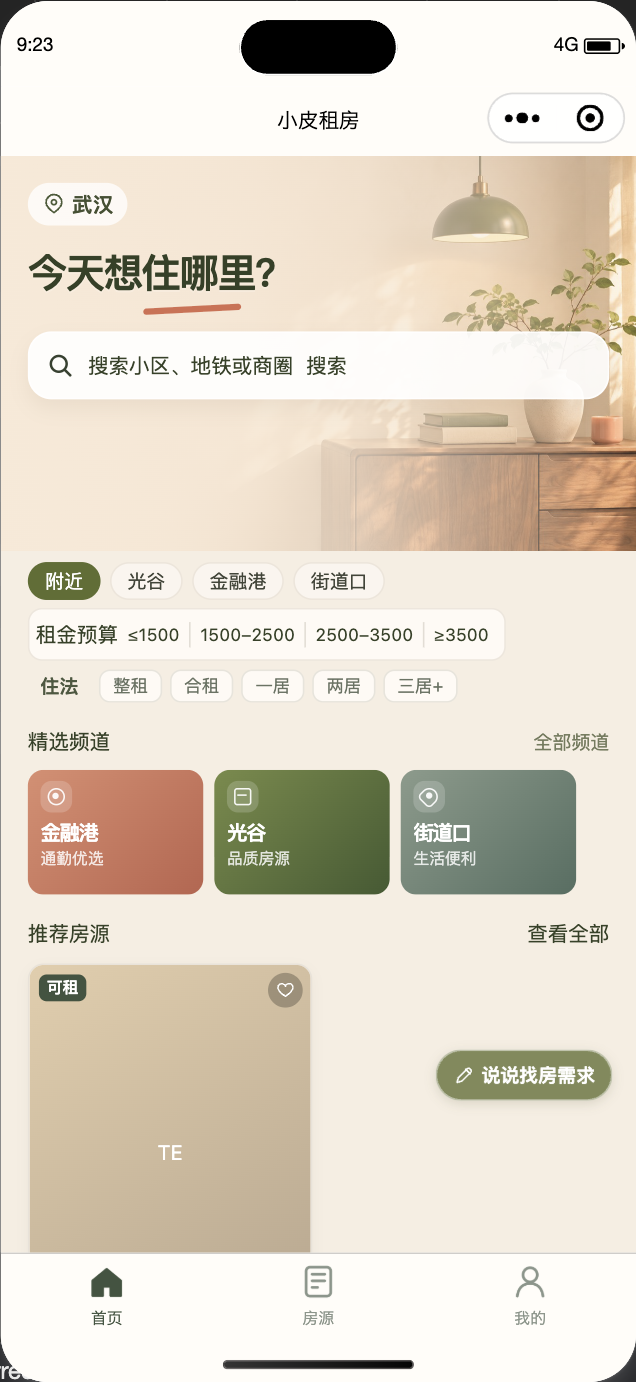 9:23
4G
小皮租房
武汉
今天想住哪里?
搜索小区、地铁或商圈 搜索
附近 光谷 金融港 街道口
租金预算 ≤1500 1500–2500 2500–3500 ≥3500
住法 整租 合租 一居 两居 三居+
精选频道 全部频道
金融港 光谷 街道口
通勤优选 品质房源 生活便利
推荐房源 查看全部
可租
说说找房需求
TE
首页 房源 我的